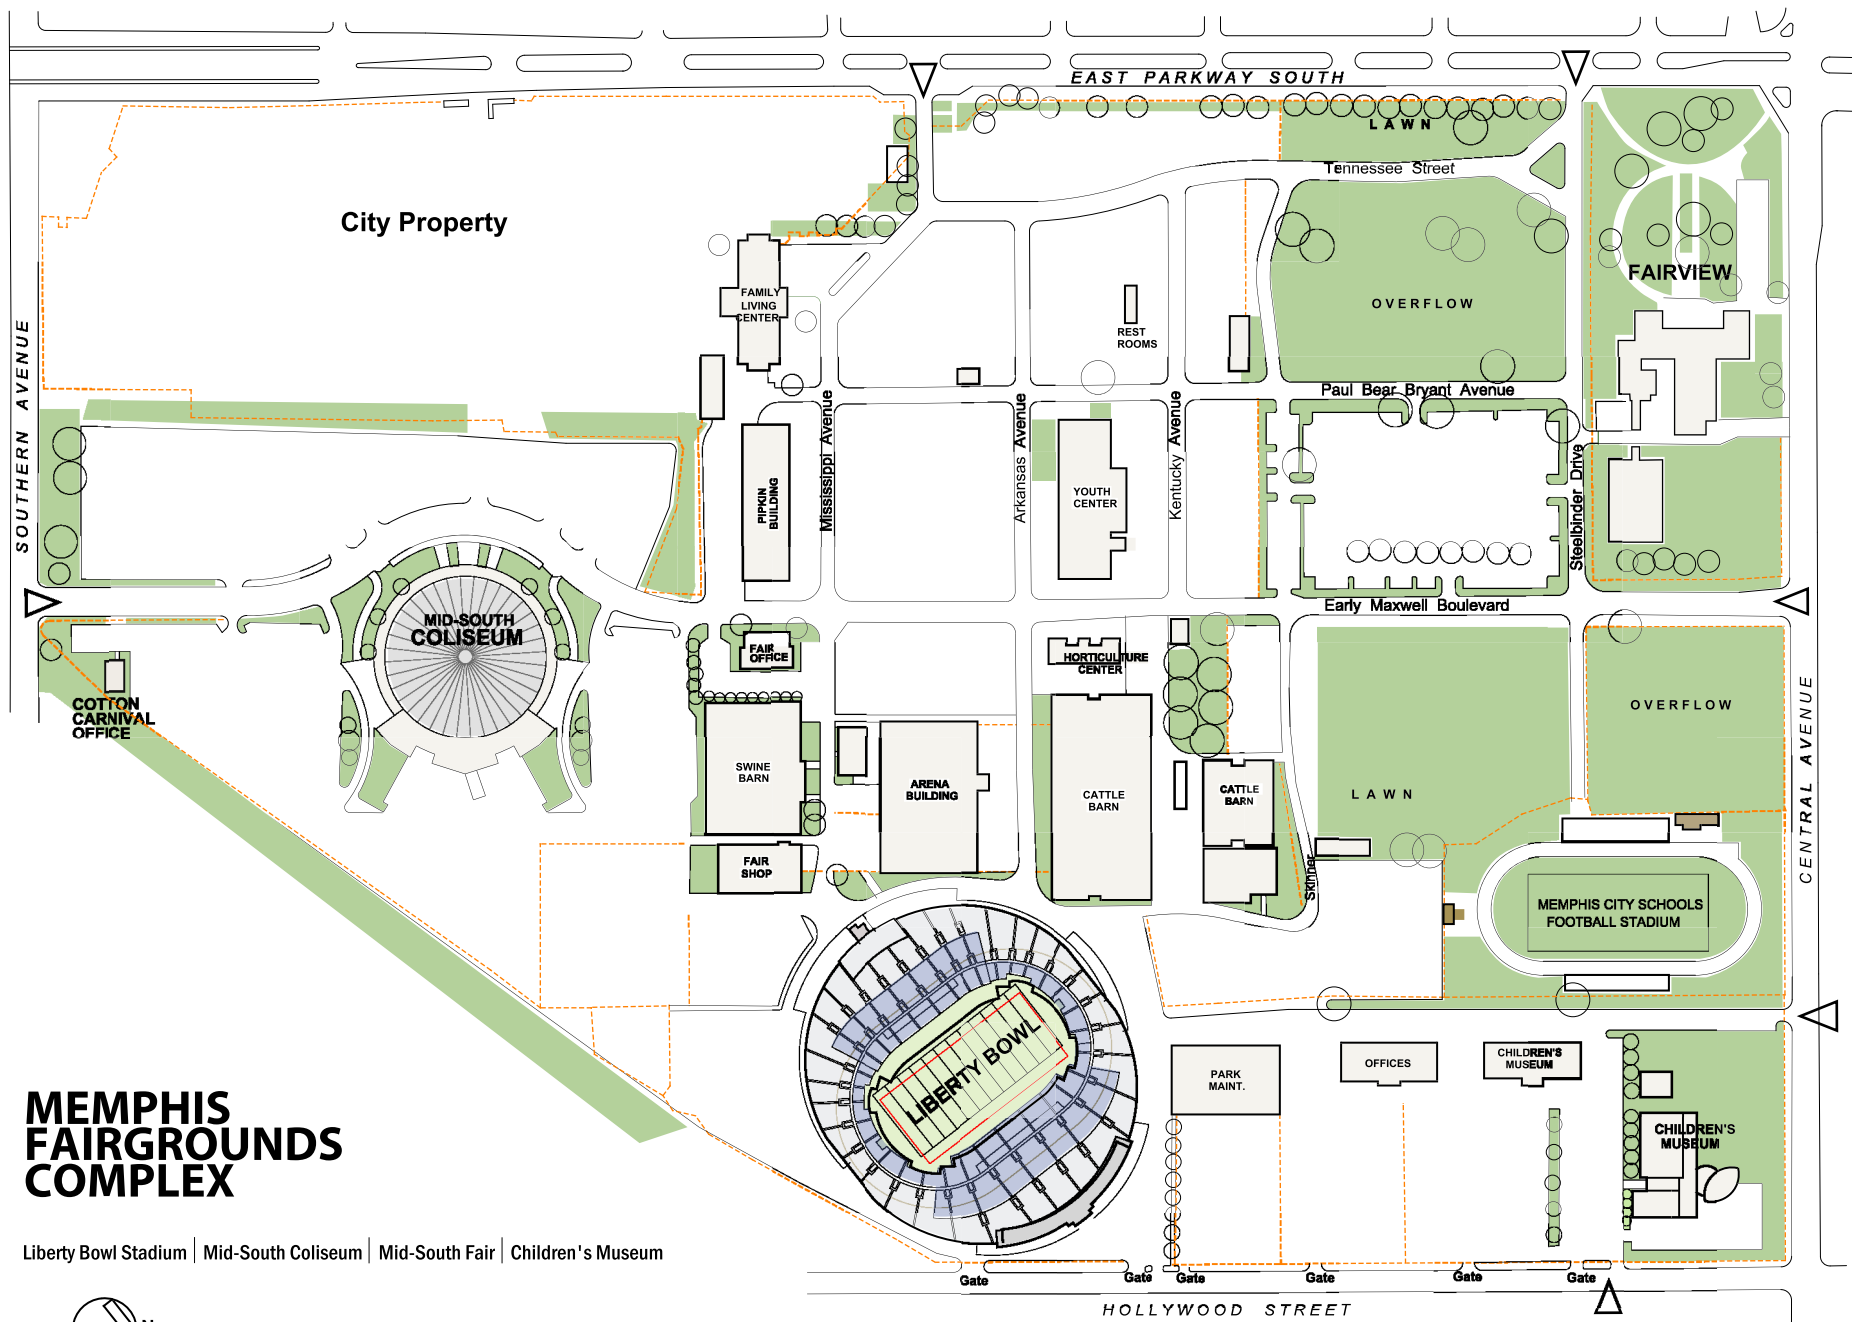 EAST PARKWAY SOUTH
LAWN
Tennessee Street
City Property
FAIRVIEW
FAMILY
LIVING
CENTER
OVERFLOW
REST
ROOMS
SOUTHERN AVENUE
Paul Bear Bryant Avenue
Mississippi Avenue
Arkansas Avenue
Kentucky Avenue
Steelbinder Drive
PIPKIN
BUILDING
YOUTH
CENTER
Early Maxwell Boulevard
MID-SOUTH
COLISEUM
FAIR
OFFICE
HORTICULTURE
CENTER
COTTON
CARNIVAL
OFFICE
OVERFLOW
CENTRAL AVENUE
SWINE
BARN
ARENA
BUILDING
CATTLE
BARN
CATTLE
BARN
LAWN
FAIR
SHOP
Skinner
MEMPHIS CITY SCHOOLS
FOOTBALL STADIUM
LIBERTY BOWL
PARK
MAINT.
OFFICES
CHILDREN'S
MUSEUM
CHILDREN'S
MUSEUM
MEMPHIS
FAIRGROUNDS
COMPLEX
Liberty Bowl Stadium | Mid-South Coliseum | Mid-South Fair | Children's Museum
Gate
Gate
Gate
Gate
Gate
Gate
HOLLYWOOD STREET